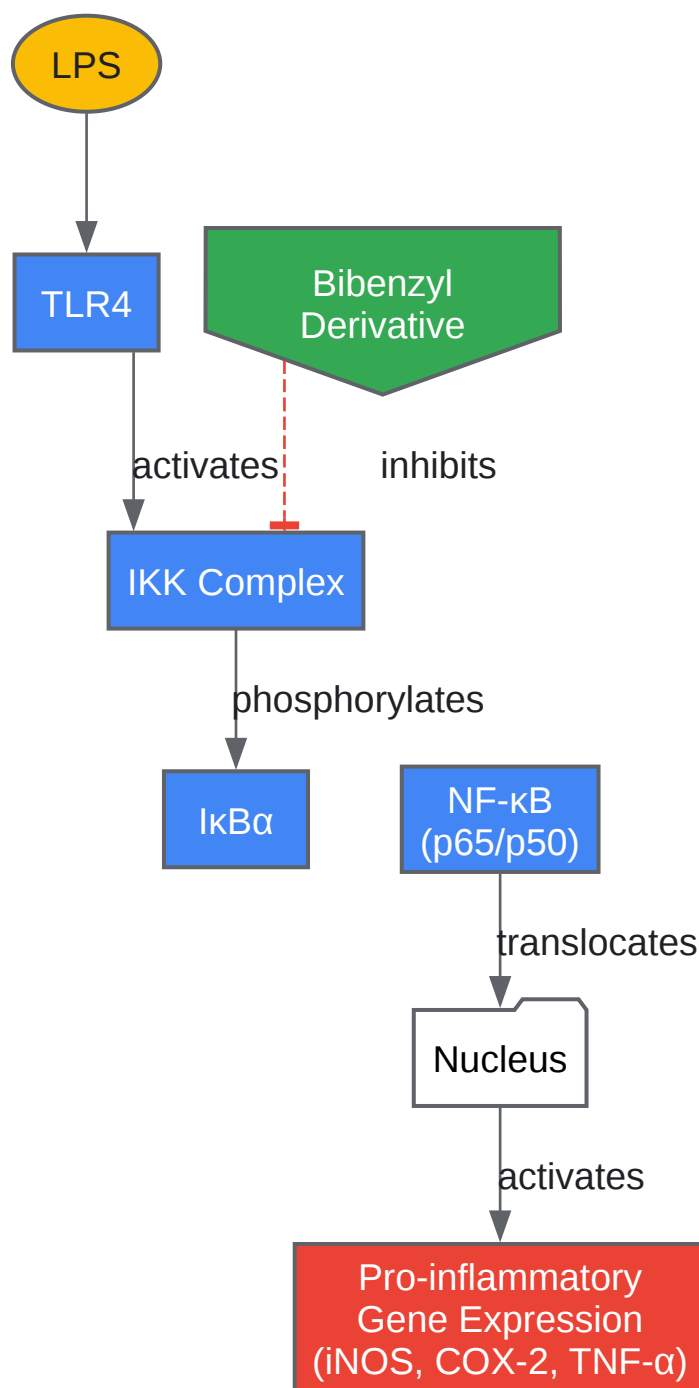 LPS
TLR4
Bibenzyl
Derivative
activates
inhibits
IKK Complex
phosphorylates
IκBα
NF-κB
(p65/p50)
translocates
Nucleus
activates
Pro-inflammatory
Gene Expression
(iNOS, COX-2, TNF-α)